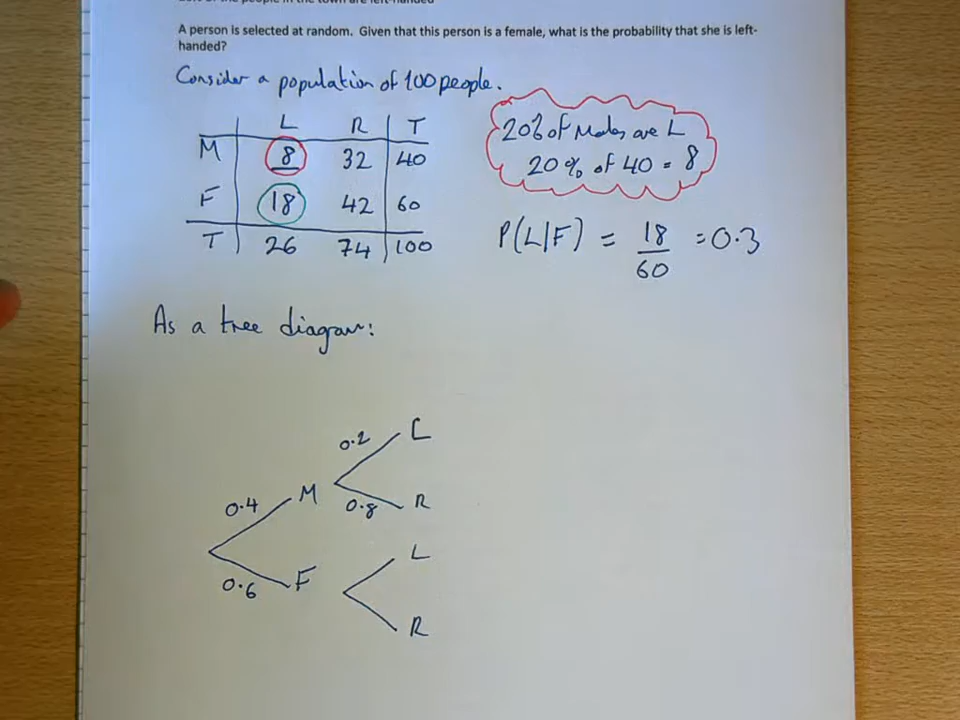 A person is selected at random. Given that this person is a female, what is the probability that she is left-
handed?
Consider a population of 100 people.
L R T
M 8 32 40
F 18 42 60
T 26 74 100
20% of Males are L
20% of 40 = 8
P(L|F) = 18/60 = 0.3
As a tree diagram:
0.2 L
0.4 M
0.8 R
L
0.6 F
R